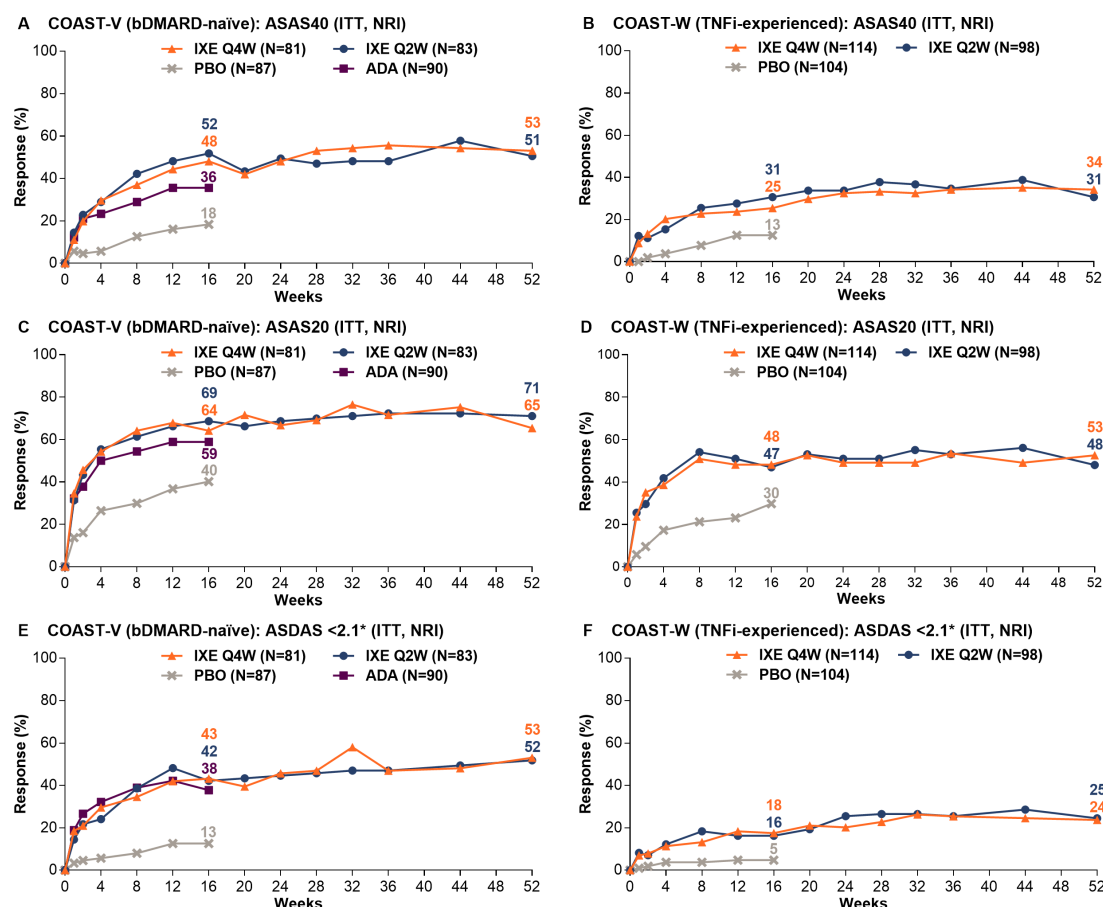 A COAST-V (bDMARD-naïve): ASAS40 (ITT, NRI)
IXE Q4W (N=81) IXE Q2W (N=83)
PBO (N=87) ADA (N=90)
Response (%)
100
80
60
40
20
0
52
48
36
18
53
51
0 4 8 12 16 20 24 28 32 36 40 44 48 52
Weeks
B COAST-W (TNFi-experienced): ASAS40 (ITT, NRI)
IXE Q4W (N=114) IXE Q2W (N=98)
PBO (N=104)
Response (%)
100
80
60
40
20
0
31
25
13
34
31
0 4 8 12 16 20 24 28 32 36 40 44 48 52
Weeks
C COAST-V (bDMARD-naïve): ASAS20 (ITT, NRI)
IXE Q4W (N=81) IXE Q2W (N=83)
PBO (N=87) ADA (N=90)
Response (%)
100
80
60
40
20
0
69
64
59
40
71
65
0 4 8 12 16 20 24 28 32 36 40 44 48 52
Weeks
D COAST-W (TNFi-experienced): ASAS20 (ITT, NRI)
IXE Q4W (N=114) IXE Q2W (N=98)
PBO (N=104)
Response (%)
100
80
60
40
20
0
48
47
30
53
48
0 4 8 12 16 20 24 28 32 36 40 44 48 52
Weeks
E COAST-V (bDMARD-naïve): ASDAS <2.1* (ITT, NRI)
IXE Q4W (N=81) IXE Q2W (N=83)
PBO (N=87) ADA (N=90)
Response (%)
100
80
60
40
20
0
43
42
38
13
53
52
0 4 8 12 16 20 24 28 32 36 40 44 48 52
Weeks
F COAST-W (TNFi-experienced): ASDAS <2.1* (ITT, NRI)
IXE Q4W (N=114) IXE Q2W (N=98)
PBO (N=104)
Response (%)
100
80
60
40
20
0
18
16
5
25
24
0 4 8 12 16 20 24 28 32 36 40 44 48 52
Weeks